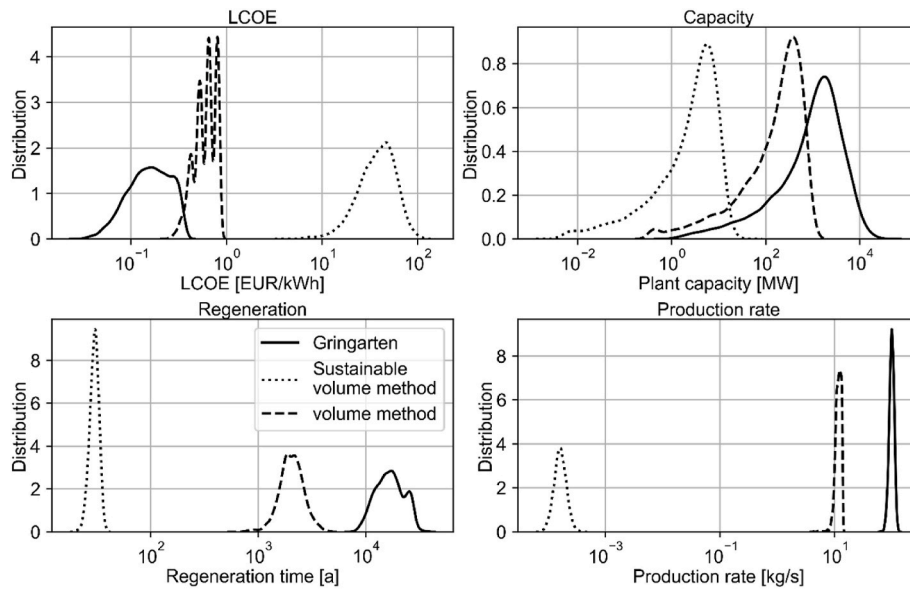 LCOE
Distribution
4
3
2
1
0
10⁻¹
10⁰
10¹
10²
LCOE [EUR/kWh]
Capacity
Distribution
0.8
0.6
0.4
0.2
0.0
10⁻²
10⁰
10²
10⁴
Plant capacity [MW]
Regeneration
Distribution
8
6
4
2
0
Gringarten
Sustainable
volume method
volume method
10²
10³
10⁴
Regeneration time [a]
Production rate
Distribution
8
6
4
2
0
10⁻³
10⁻¹
10¹
Production rate [kg/s]